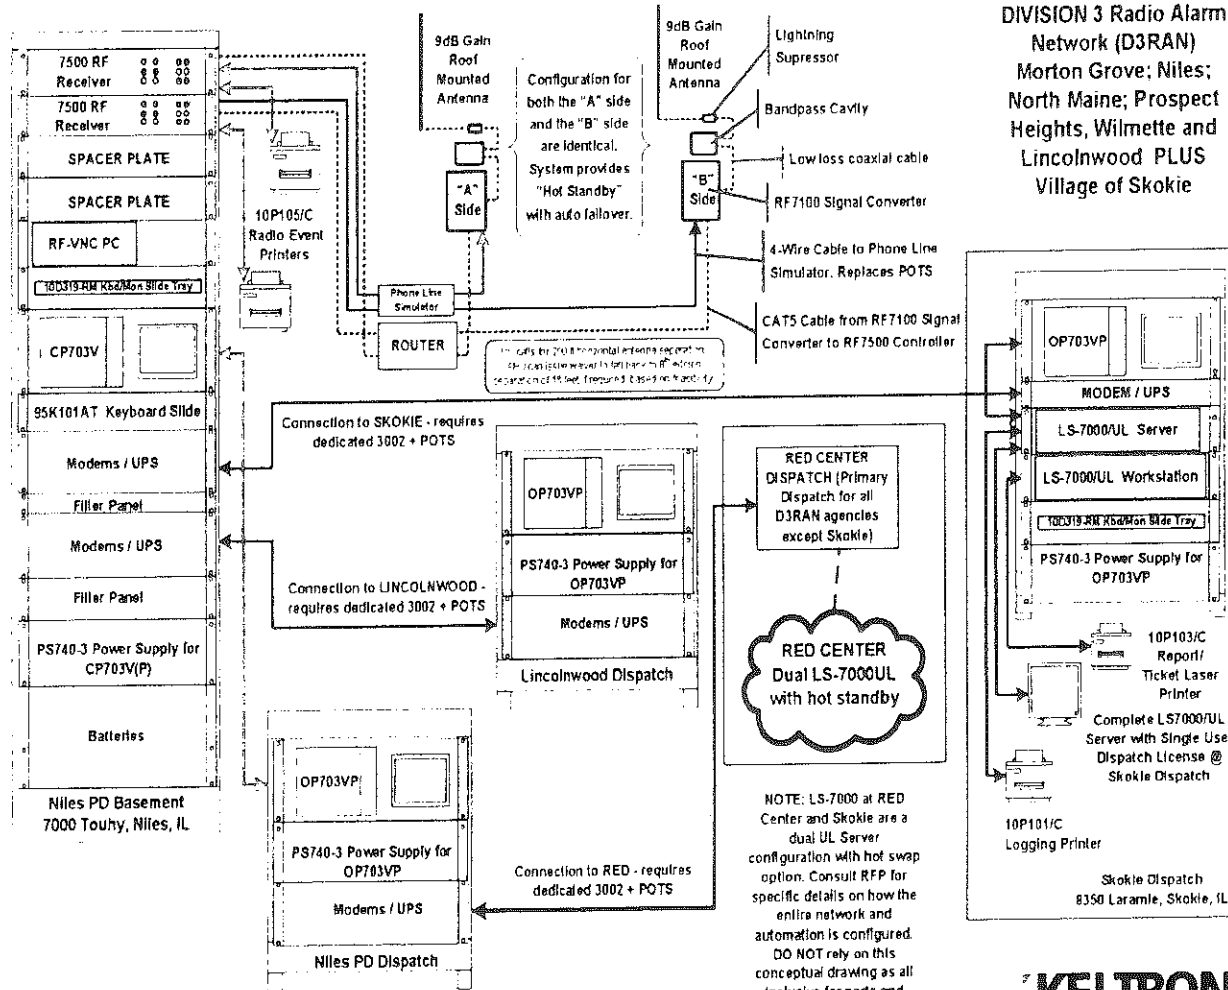 DIVISION 3 Radio Alarm
Network (D3RAN)
Morton Grove; Niles;
North Maine; Prospect
Heights, Wilmette and
Lincolnwood PLUS
Village of Skokie
7500 RF
Receiver
7500 RF
Receiver
SPACER PLATE
SPACER PLATE
RF-VNC PC
10D319-RM Kbd/Mon Slide Tray
CP703V
95K101AT Keyboard Slide
Modems / UPS
Filler Panel
Modems / UPS
Filler Panel
PS740-3 Power Supply for
CP703V(P)
Batteries
Niles PD Basement
7000 Touhy, Niles, IL
10P105/C
Radio Event
Printers
9dB Gain
Roof
Mounted
Antenna
"A"
Side
Configuration for
both the "A" side
and the "B" side
are identical.
System provides
"Hot Standby"
with auto failover.
9dB Gain
Roof
Mounted
Antenna
"B"
Side
Lightning
Supressor
Bandpass Cavity
Low loss coaxial cable
RF7100 Signal Converter
4-Wire Cable to Phone Line
Simulator. Replaces POTS
CAT5 Cable from RF7100 Signal
Converter to RF7500 Controller
Phone Line
Simulator
ROUTER
Connection to SKOKIE - requires
dedicated 3002 + POTS
Connection to LINCOLNWOOD -
requires dedicated 3002 + POTS
OP703VP
PS740-3 Power Supply for
OP703VP
Modems / UPS
Lincolnwood Dispatch
OP703VP
PS740-3 Power Supply for
OP703VP
Modems / UPS
Niles PD Dispatch
Connection to RED - requires
dedicated 3002 + POTS
RED CENTER
DISPATCH (Primary
Dispatch for all
D3RAN agencies
except Skokie)
RED CENTER
Dual LS-7000UL
with hot standby
NOTE: LS-7000 at RED
Center and Skokie are a
dual UL Server
configuration with hot swap
option. Consult RFP for
specific details on how the
entire network and
automation is configured.
DO NOT rely on this
conceptual drawing as all
OP703VP
MODEM / UPS
LS-7000/UL Server
LS-7000/UL Workstation
10D319-RM Kbd/Mon Slide Tray
PS740-3 Power Supply for
OP703VP
10P103/C
Report/
Ticket Laser
Printer
Complete LS7000/UL
Server with Single Use
Dispatch License @
Skokie Dispatch
10P101/C
Logging Printer
Skokie Dispatch
8350 Laramie, Skokie, IL
KELTRON